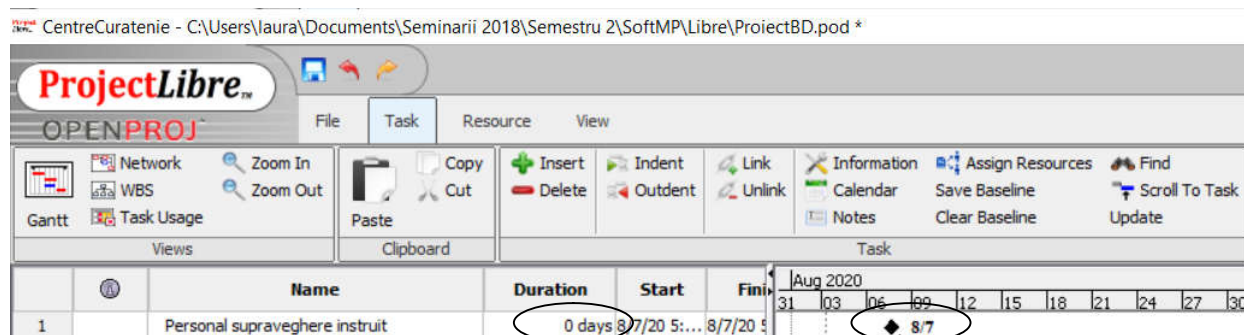 CentreCuratenie - C:\Users\laura\Documents\Seminarii 2018\Semestru 2\SoftMP\Libre\ProiectBD.pod *
ProjectLibre™
OPENPROJ
File Task Resource View
Network Zoom In Copy Insert Indent Link Information Assign Resources Find
WBS Zoom Out Cut Delete Outdent Unlink Calendar Save Baseline Scroll To Task
Gantt Task Usage Paste Notes Clear Baseline Update
Views Clipboard Task
Name Duration Start Fini Aug 2020
31 03 06 09 12 15 18 21 24 27 30
1 Personal supraveghere instruit 0 days 8/7/20 5:... 8/7/20 5 8/7